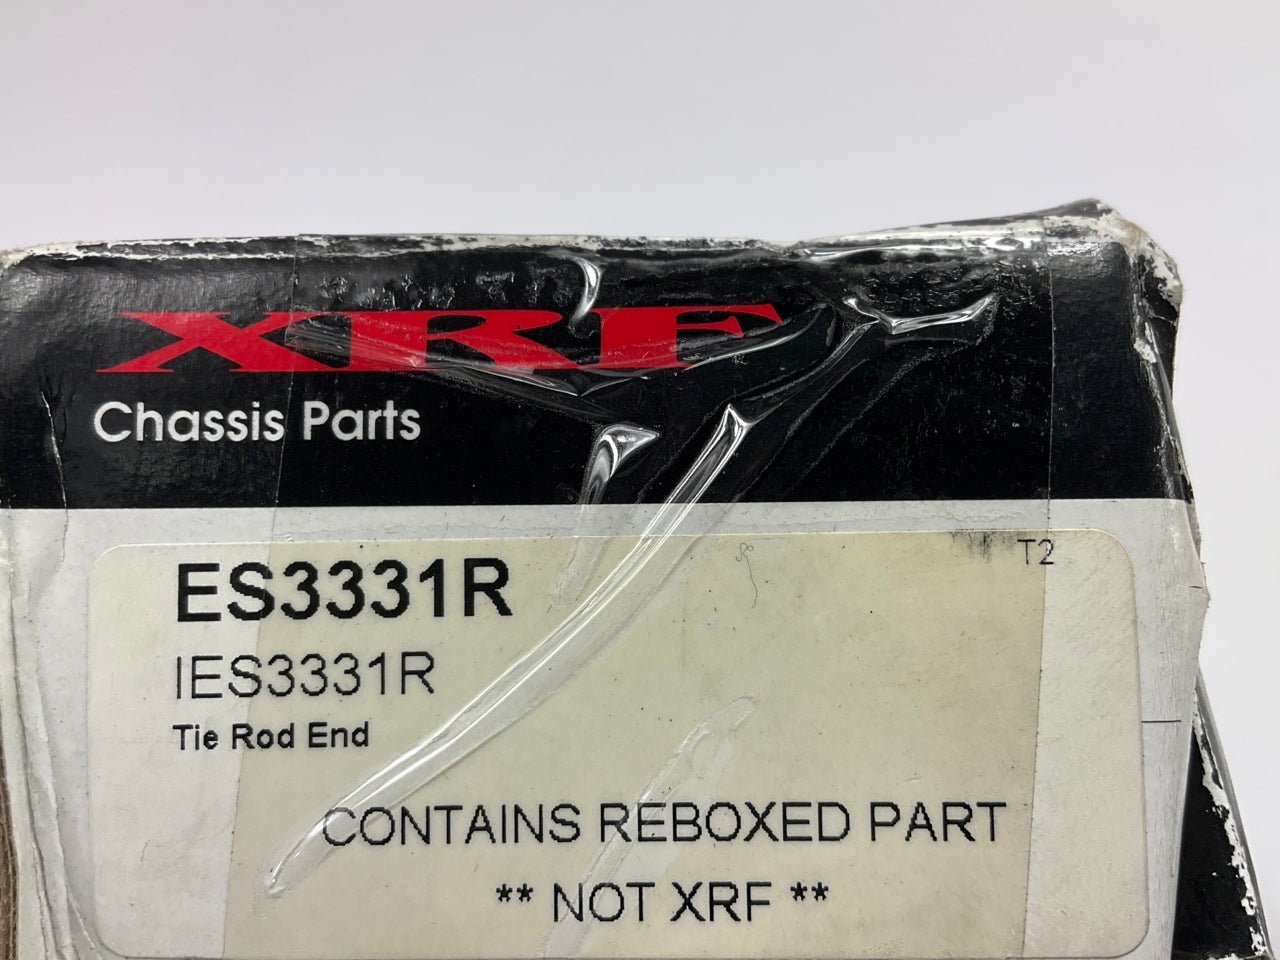 XRF
Chassis Parts
T2
ES3331R
IES3331R
Tie Rod End
CONTAINS REBOXED PART
** NOT XRF **